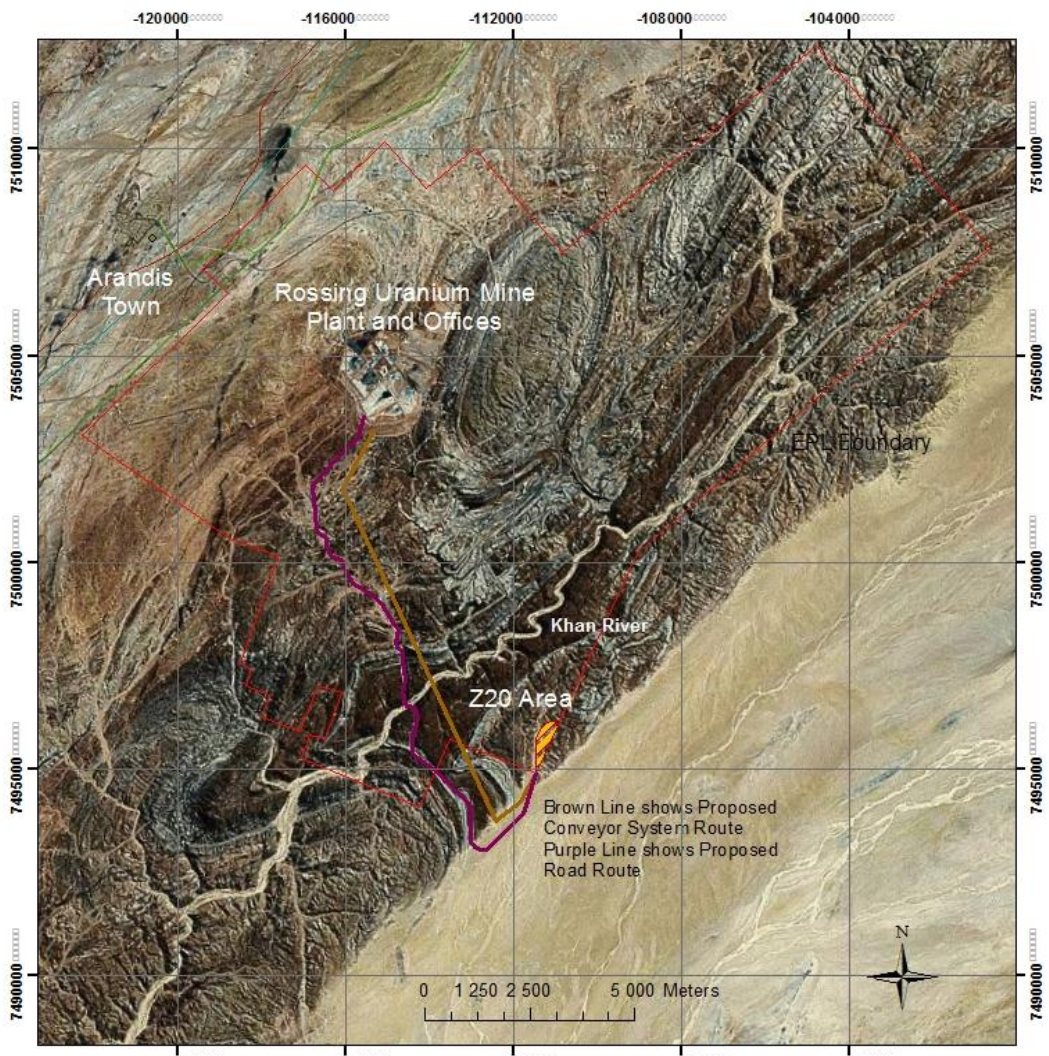 -120000 -116000 -112000 -108000 -104000
7510000 7510000
Arandis
Town
Rossing Uranium Mine
Plant and Offices
7505000 7505000
EPL Boundary
7500000 7500000
Khan River
Z20 Area
7495000 7495000
Brown Line shows Proposed
Conveyor System Route
Purple Line shows Proposed
Road Route
N
7490000 7490000
0 1 250 2 500 5 000 Meters